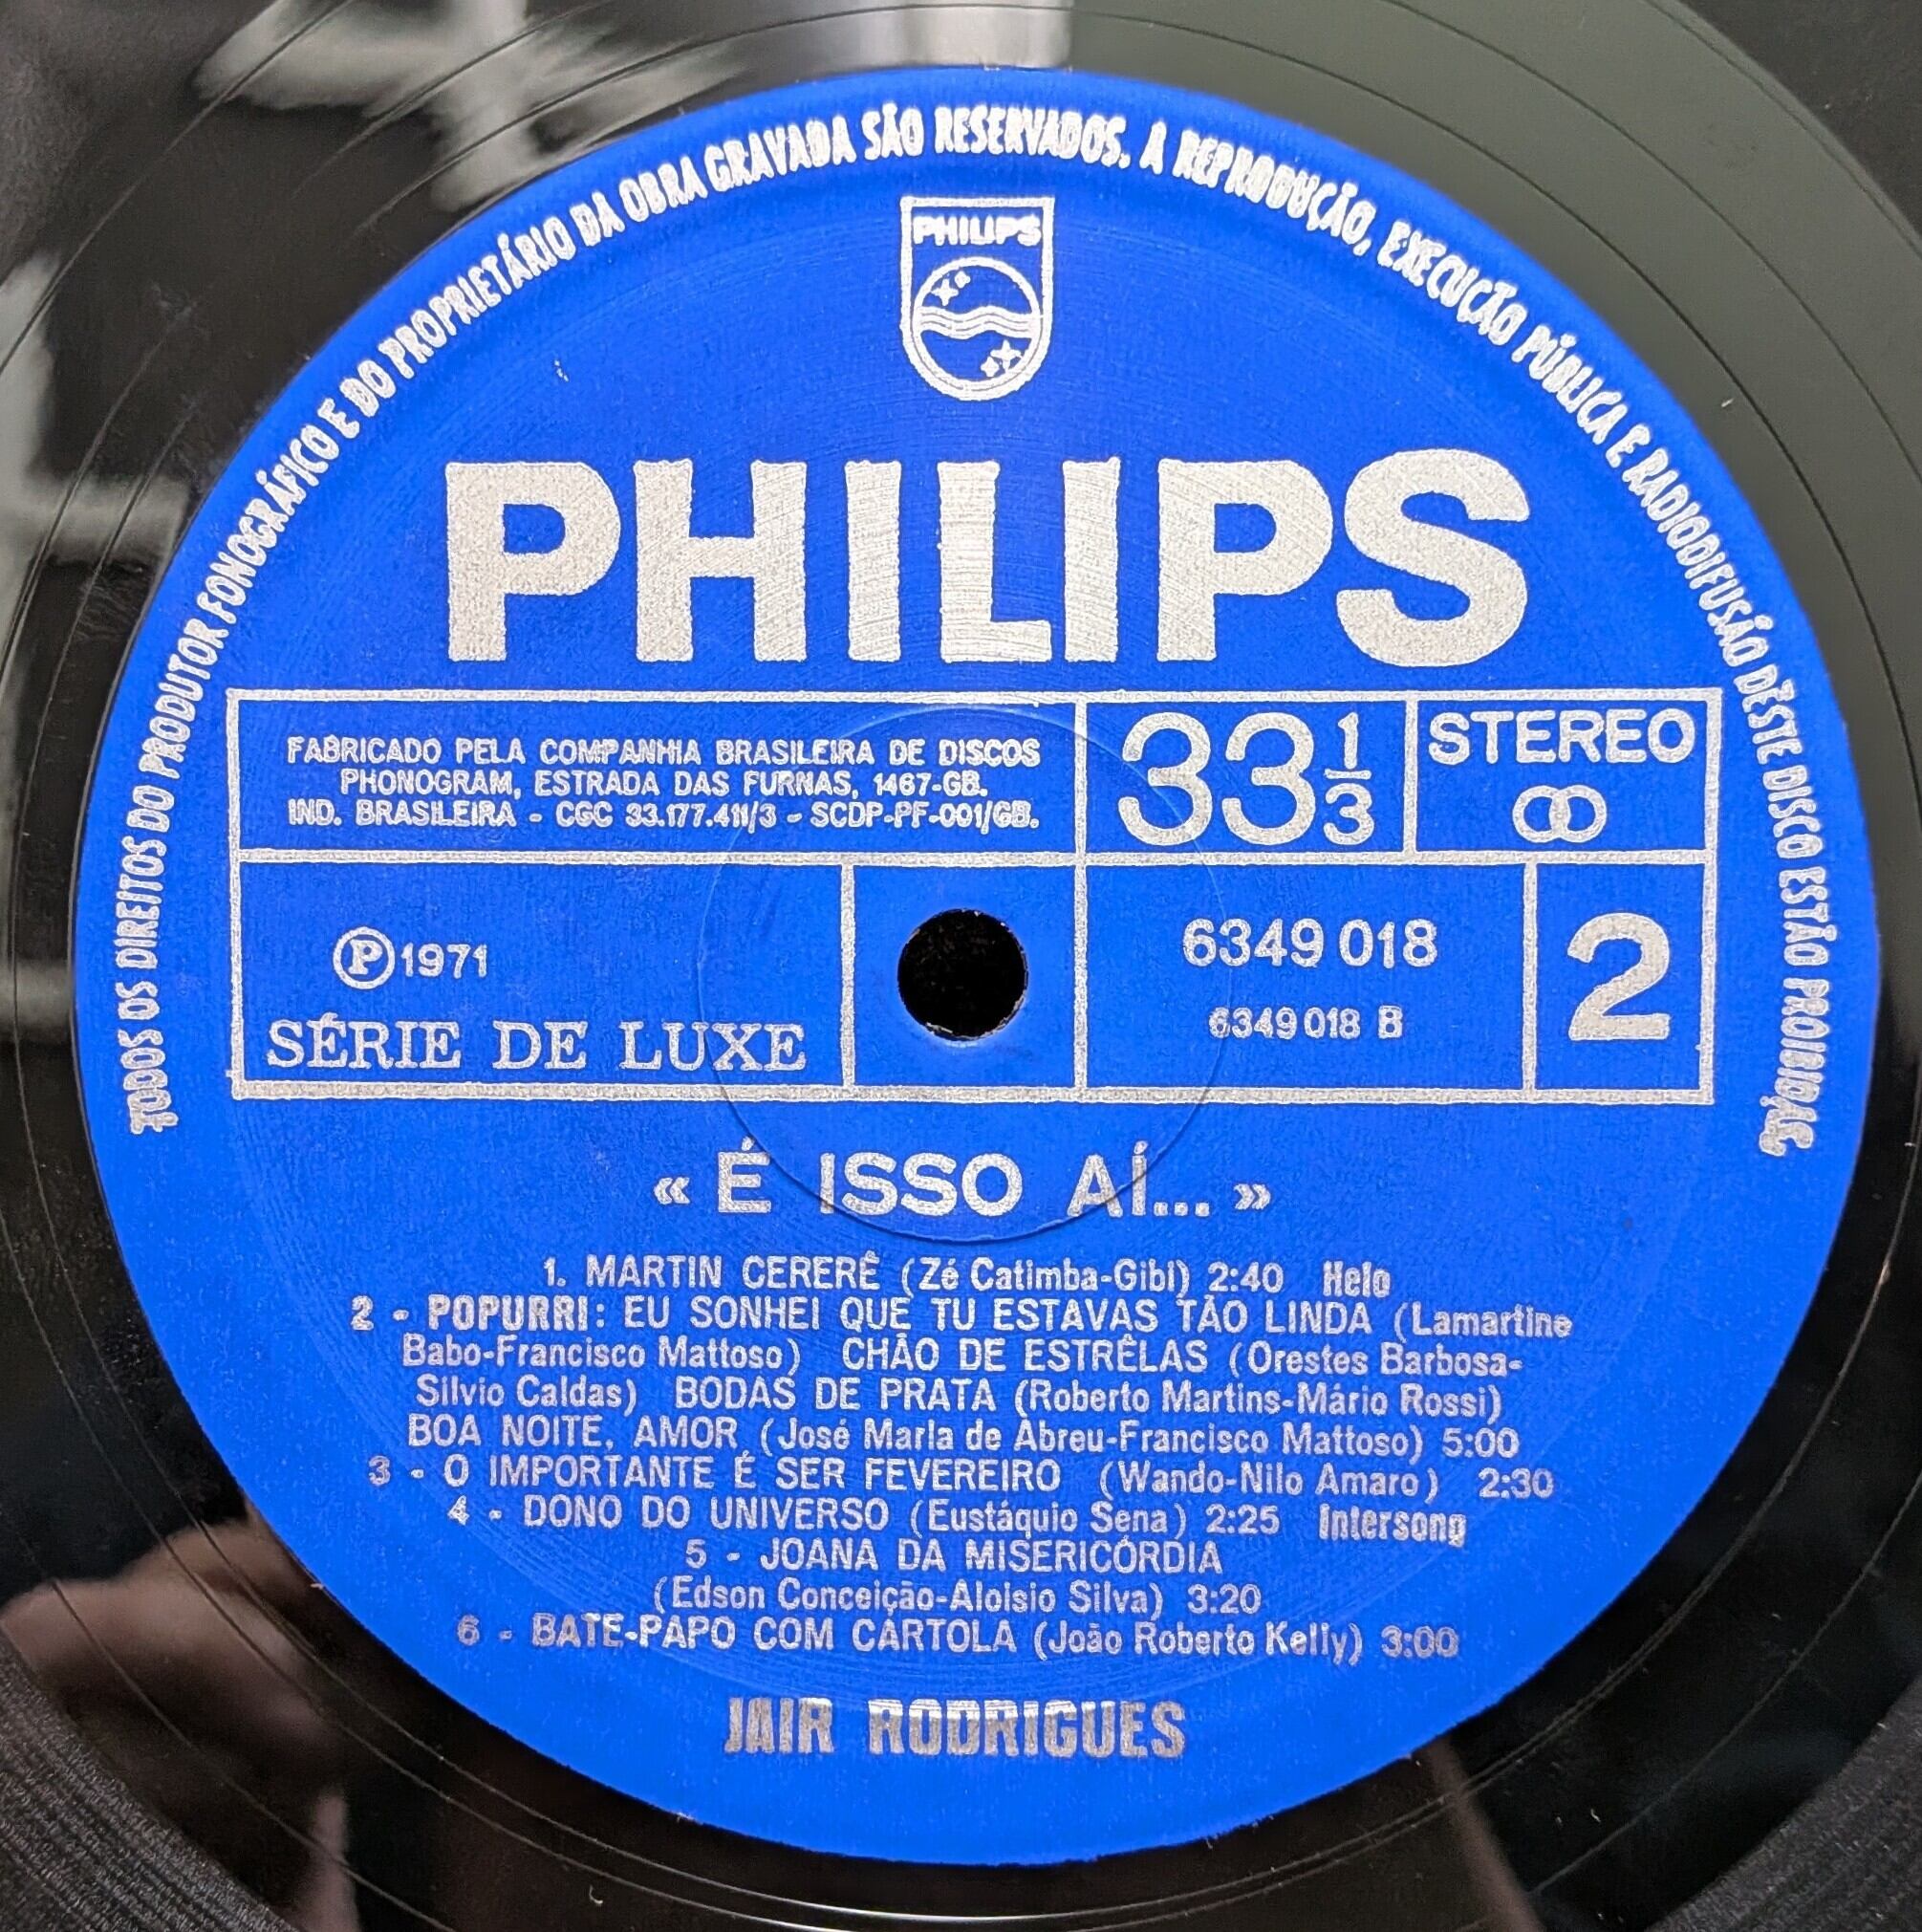 TODOS OS DIREITOS DO PRODUTOR FONOGRÁFICO E DO PROPRIETÁRIO DA OBRA GRAVADA SÃO RESERVADOS. A REPRODUÇÃO, EXECUÇÃO PÚBLICA E RADIODIFUSÃO DÊSTE DISCO ESTÃO PROIBIDAS
PHILIPS
PHILIPS
FABRICADO PELA COMPANHIA BRASILEIRA DE DISCOS
PHONOGRAM, ESTRADA DAS FURNAS, 1467-GB.
IND. BRASILEIRA - CGC 33.177.411/3 - SCDP-PF-001/GB.
33 1/3
STEREO
Ⓟ1971
SÉRIE DE LUXE
6349 018
6349 018 B
2
« É ISSO AÍ... »
1. MARTIN CERERÊ (Zé Catimba-Gibi) 2:40 Helo
2 - POPURRI: EU SONHEI QUE TU ESTAVAS TÃO LINDA (Lamartine
Babo-Francisco Mattoso) CHÃO DE ESTRÊLAS (Orestes Barbosa-
Silvio Caldas) BODAS DE PRATA (Roberto Martins-Mário Rossi)
BOA NOITE, AMOR (José Maria de Abreu-Francisco Mattoso) 5:00
3 - O IMPORTANTE É SER FEVEREIRO (Wando-Nilo Amaro) 2:30
4 - DONO DO UNIVERSO (Eustáquio Sena) 2:25 Intersong
5 - JOANA DA MISERICÓRDIA
(Edson Conceição-Aloisio Silva) 3:20
6 - BATE-PAPO COM CARTOLA (João Roberto Kelly) 3:00
JAIR RODRIGUES